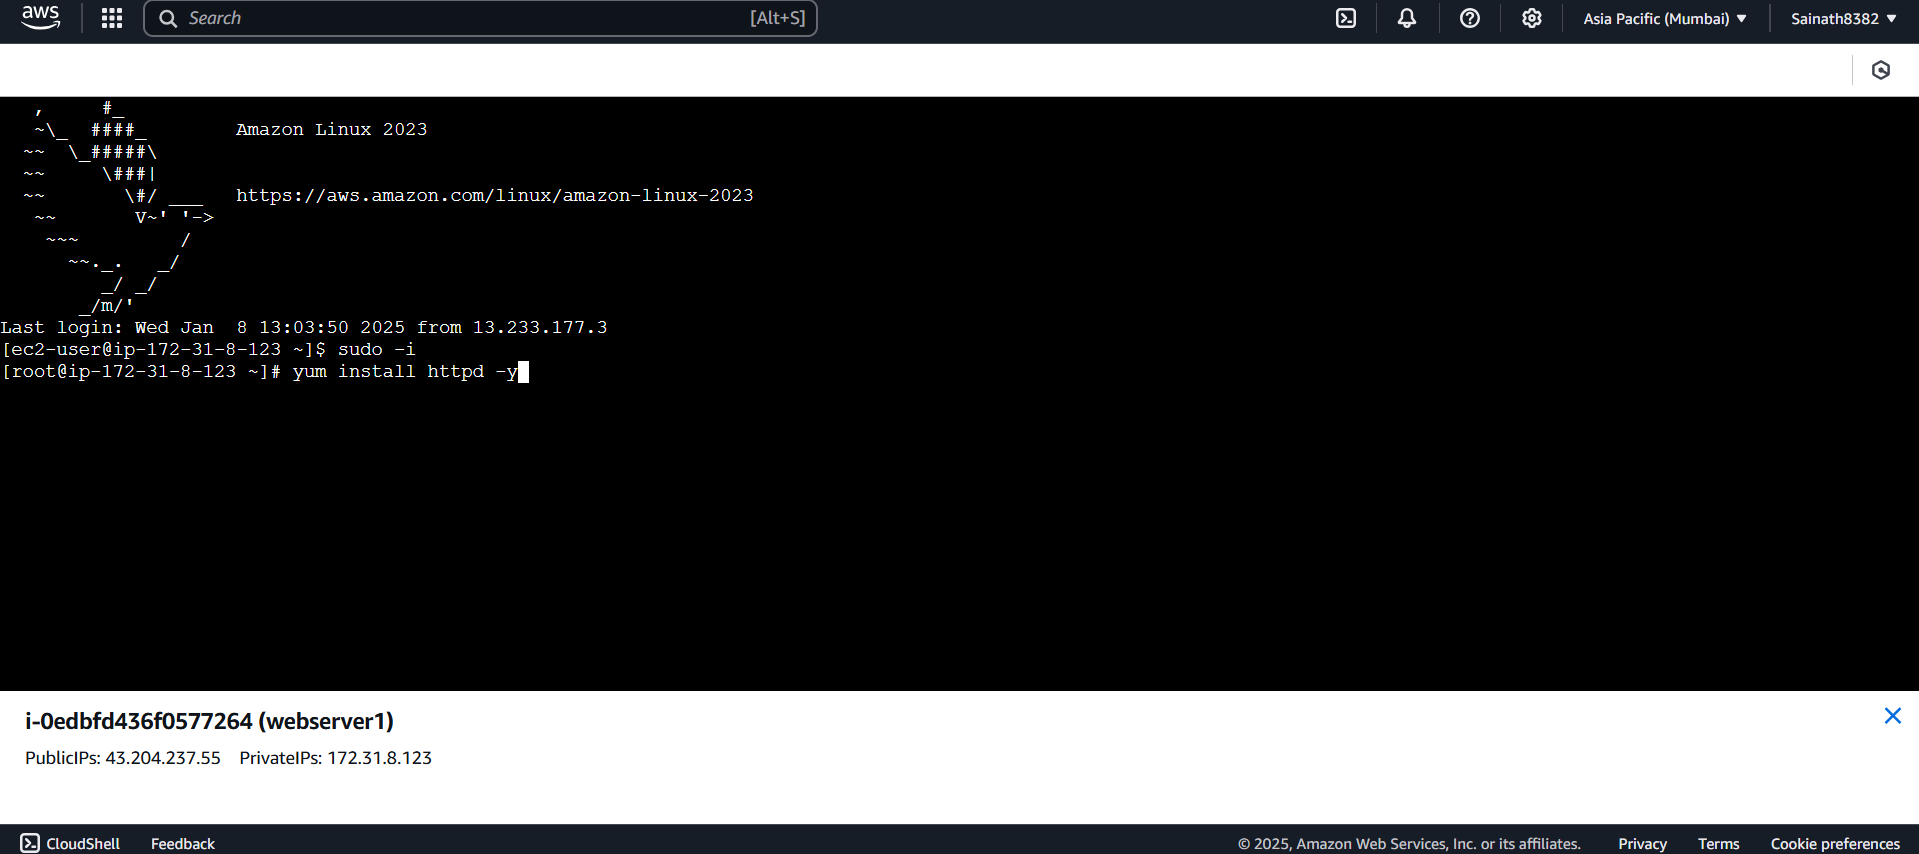 aws Search [Alt+S] Asia Pacific (Mumbai) Sainath8382
   ,     #_
   ~\_  ####_        Amazon Linux 2023
  ~~  \_#####\
  ~~     \###|
  ~~       \#/ ___   https://aws.amazon.com/linux/amazon-linux-2023
   ~~       V~' '->
    ~~~         /
      ~~._.   _/
         _/ _/
       _/m/'
Last login: Wed Jan  8 13:03:50 2025 from 13.233.177.3
[ec2-user@ip-172-31-8-123 ~]$ sudo -i
[root@ip-172-31-8-123 ~]# yum install httpd -y
i-0edbfd436f0577264 (webserver1)
PublicIPs: 43.204.237.55 PrivateIPs: 172.31.8.123
CloudShell Feedback © 2025, Amazon Web Services, Inc. or its affiliates. Privacy Terms Cookie preferences